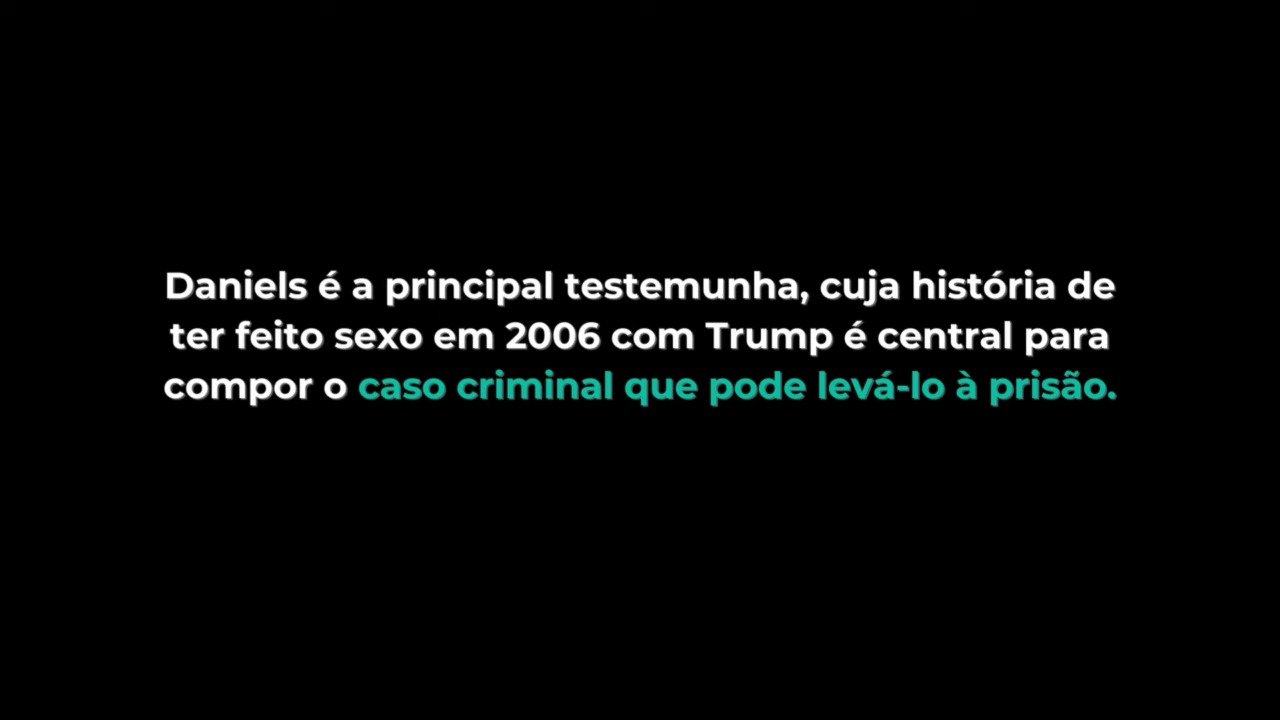 Daniels é a principal testemunha, cuja história de
ter feito sexo em 2006 com Trump é central para
compor o caso criminal que pode levá-lo à prisão.